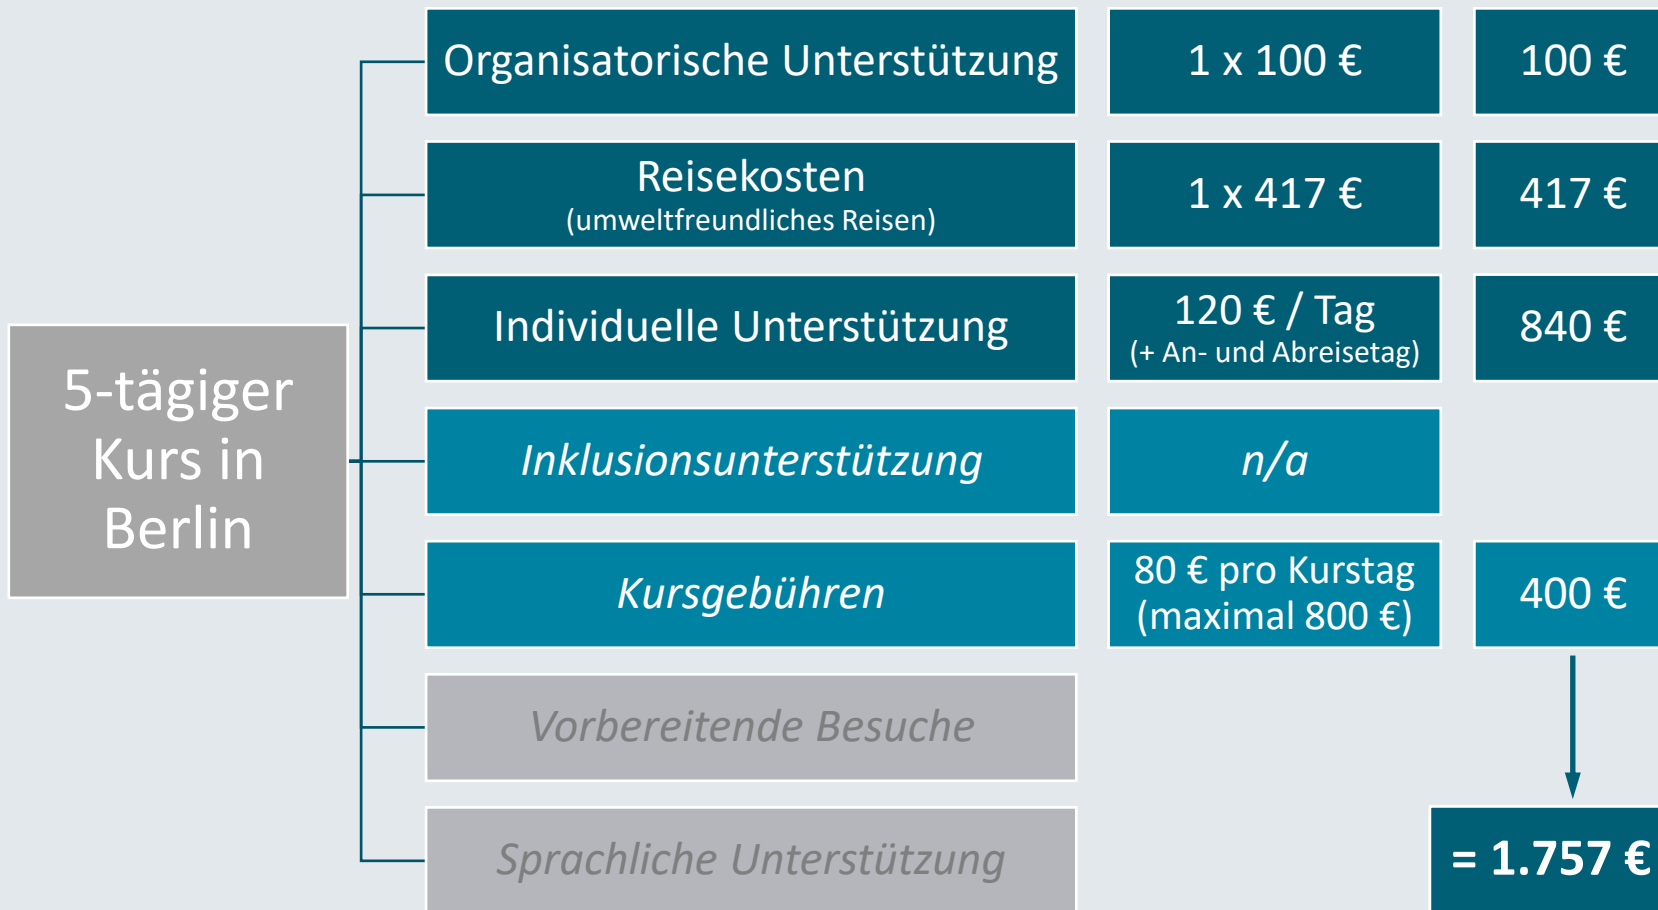 5-tägiger
Kurs in
Berlin
Organisatorische Unterstützung
1 x 100 €
100 €
Reisekosten
(umweltfreundliches Reisen)
1 x 417 €
417 €
Individuelle Unterstützung
120 € / Tag
(+ An- und Abreisetag)
840 €
Inklusionsunterstützung
n/a
Kursgebühren
80 € pro Kurstag
(maximal 800 €)
400 €
Vorbereitende Besuche
Sprachliche Unterstützung
= 1.757 €